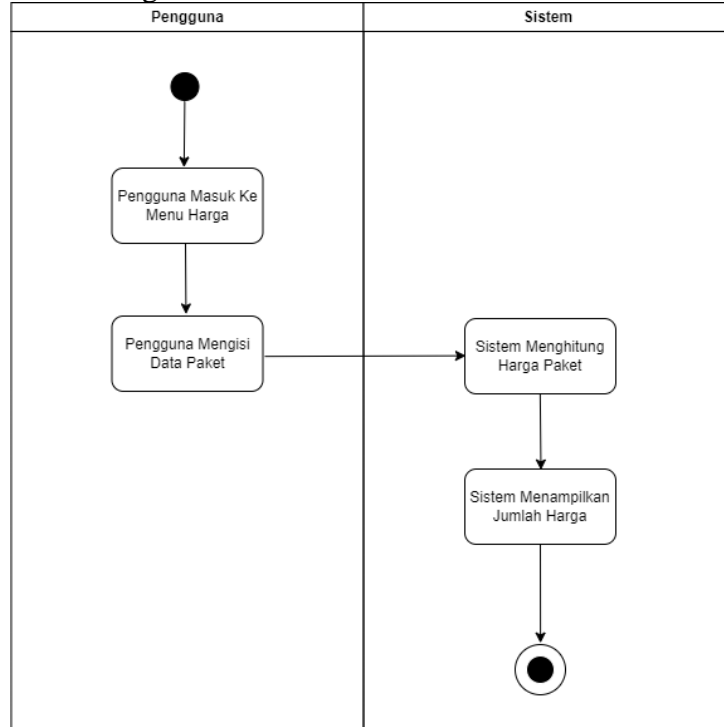 Pengguna
Sistem
Pengguna Masuk Ke
Menu Harga
Pengguna Mengisi
Data Paket
Sistem Menghitung
Harga Paket
Sistem Menampilkan
Jumlah Harga